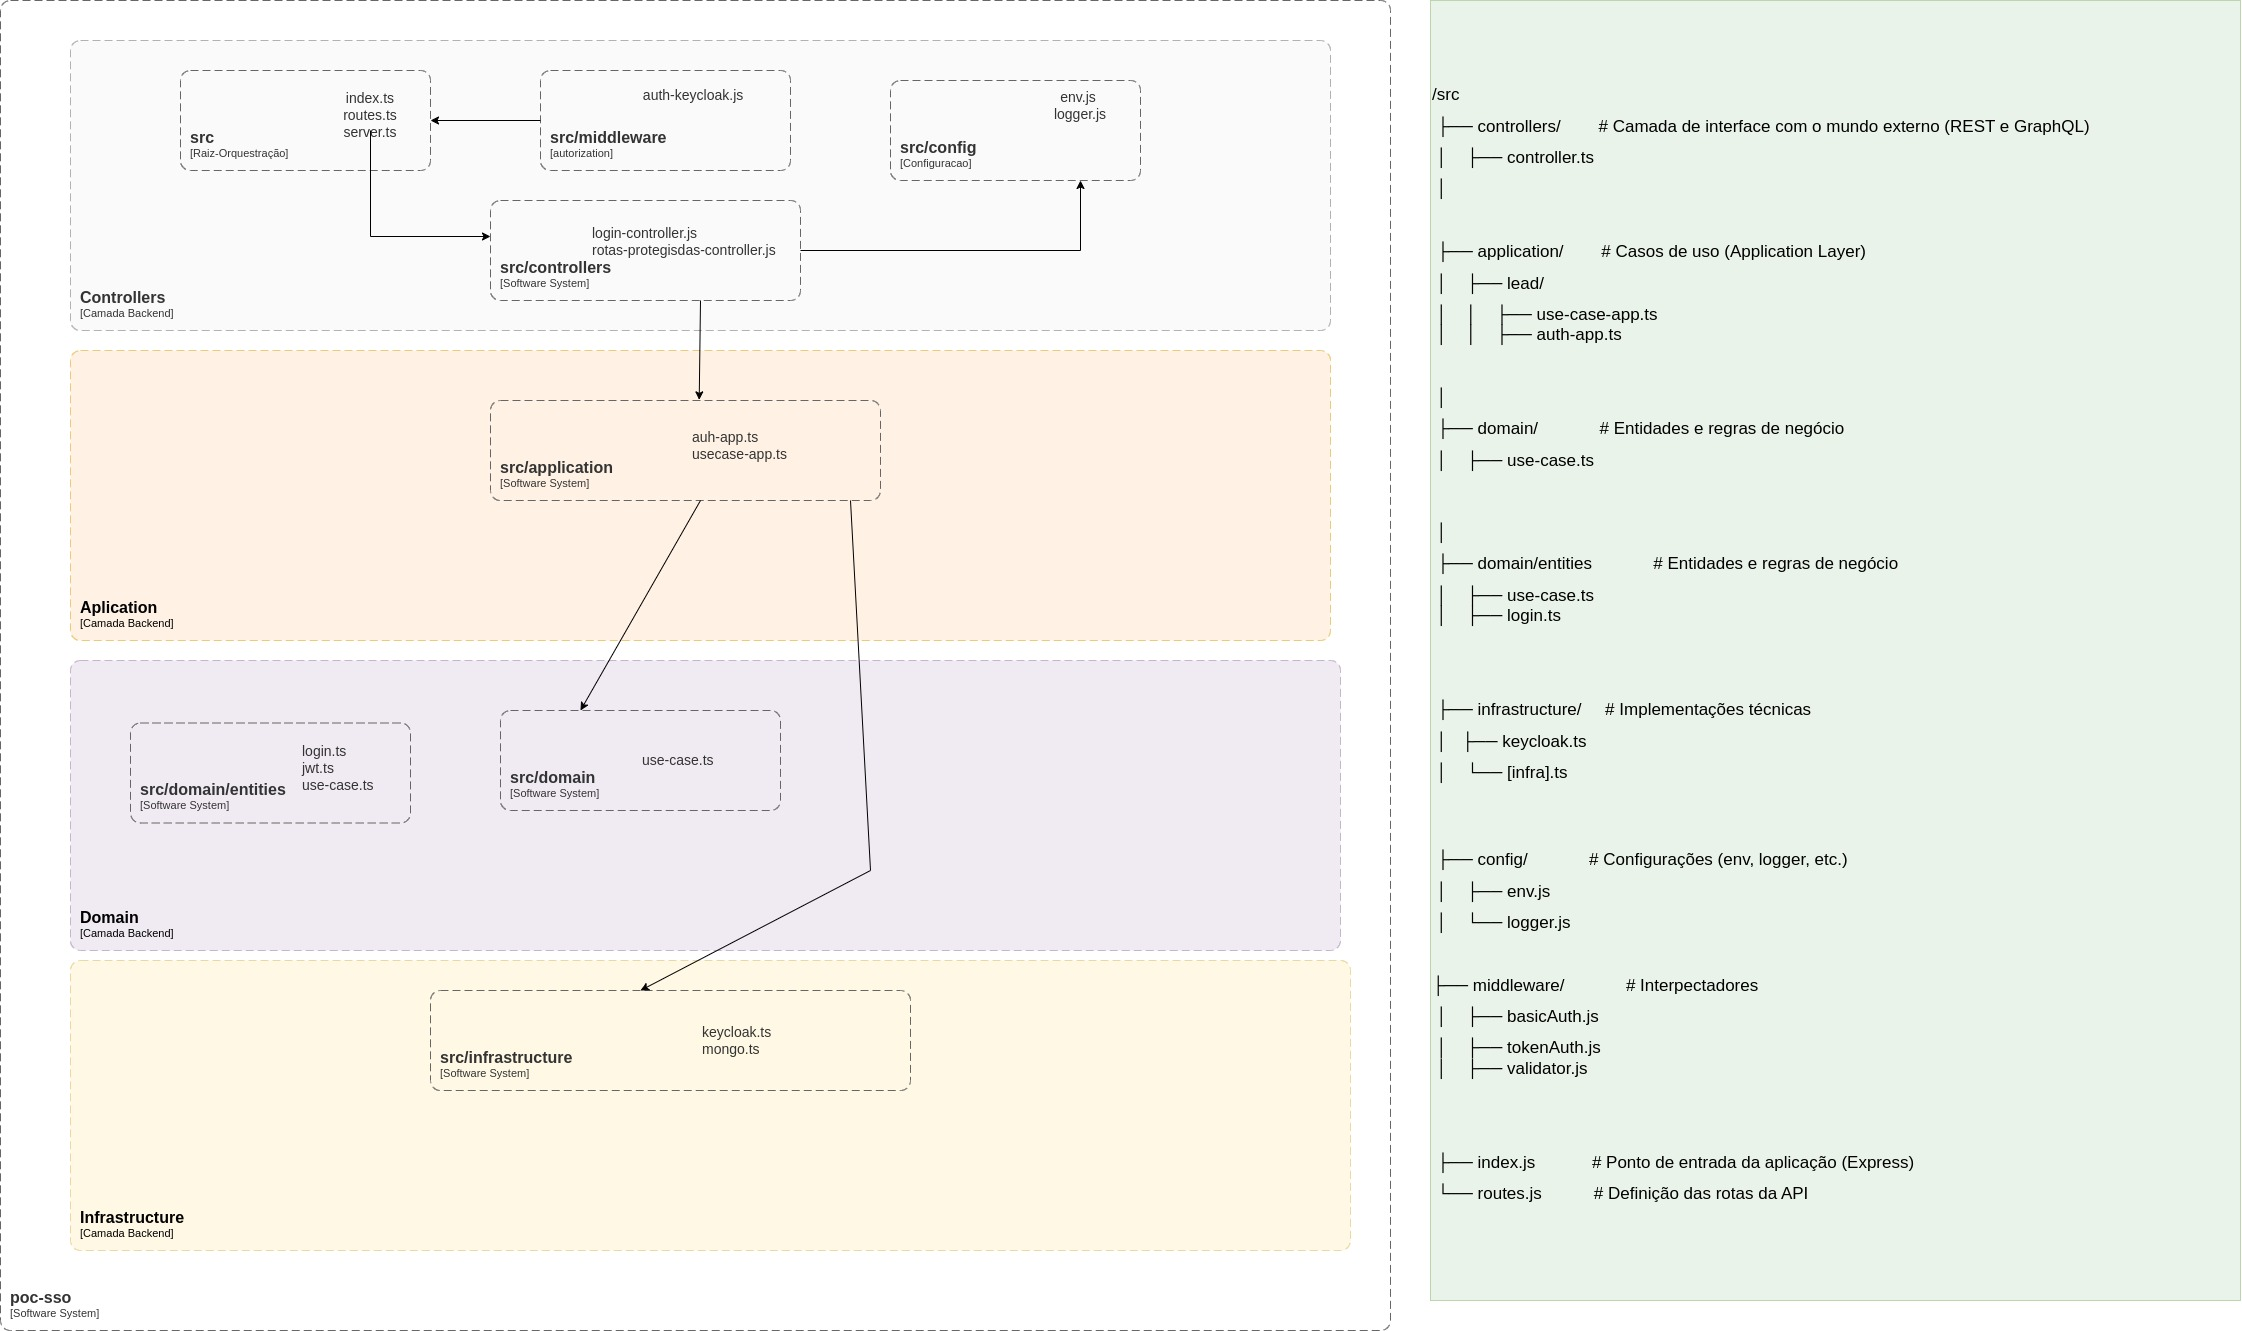 index.ts
routes.ts
server.ts
src
[Raiz-Orquestração]
auth-keycloak.js
src/middleware
[autorization]
env.js
logger.js
src/config
[Configuracao]
login-controller.js
rotas-protegisdas-controller.js
src/controllers
[Software System]
Controllers
[Camada Backend]
auh-app.ts
usecase-app.ts
src/application
[Software System]
Aplication
[Camada Backend]
login.ts
jwt.ts
use-case.ts
src/domain/entities
[Software System]
use-case.ts
src/domain
[Software System]
Domain
[Camada Backend]
keycloak.ts
mongo.ts
src/infrastructure
[Software System]
Infrastructure
[Camada Backend]
poc-sso
[Software System]
/src
├── controllers/ # Camada de interface com o mundo externo (REST e GraphQL)
│ ├── controller.ts
│
├── application/ # Casos de uso (Application Layer)
│ ├── lead/
│ │ ├── use-case-app.ts
│ │ ├── auth-app.ts
│
├── domain/ # Entidades e regras de negócio
│ ├── use-case.ts
│
├── domain/entities # Entidades e regras de negócio
│ ├── use-case.ts
│ ├── login.ts
├── infrastructure/ # Implementações técnicas
│ ├── keycloak.ts
│ └── [infra].ts
├── config/ # Configurações (env, logger, etc.)
│ ├── env.js
│ └── logger.js
├── middleware/ # Interpectadores
│ ├── basicAuth.js
│ ├── tokenAuth.js
│ ├── validator.js
├── index.js # Ponto de entrada da aplicação (Express)
└── routes.js # Definição das rotas da API